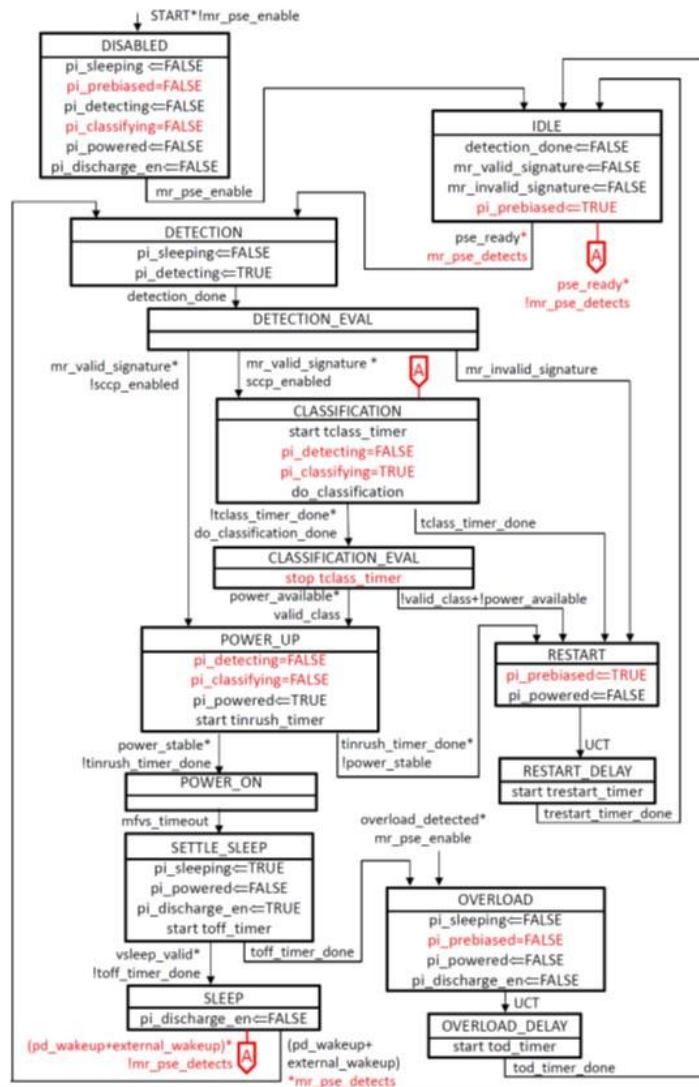 START*!mr_pse_enable
DISABLED
pi_sleeping ⇐FALSE
pi_prebiased=FALSE
pi_detecting⇐FALSE
pi_classifying=FALSE
pi_powered⇐FALSE
pi_discharge_en⇐FALSE
mr_pse_enable
IDLE
detection_done⇐FALSE
mr_valid_signature⇐FALSE
mr_invalid_signature⇐FALSE
pi_prebiased⇐TRUE
pse_ready*
mr_pse_detects
A
pse_ready*
!mr_pse_detects
DETECTION
pi_sleeping⇐FALSE
pi_detecting⇐TRUE
detection_done
DETECTION_EVAL
mr_valid_signature*
!sccp_enabled
mr_valid_signature *
sccp_enabled
A
mr_invalid_signature
CLASSIFICATION
start tclass_timer
pi_detecting=FALSE
pi_classifying=TRUE
do_classification
!tclass_timer_done*
do_classification_done
tclass_timer_done
CLASSIFICATION_EVAL
stop tclass_timer
power_available*
valid_class
!valid_class+!power_available
POWER_UP
pi_detecting=FALSE
pi_classifying=FALSE
pi_powered⇐TRUE
start tinrush_timer
RESTART
pi_prebiased⇐TRUE
pi_powered⇐FALSE
UCT
RESTART_DELAY
start trestart_timer
trestart_timer_done
power_stable*
!tinrush_timer_done
tinrush_timer_done*
!power_stable
POWER_ON
mfvs_timeout
SETTLE_SLEEP
pi_sleeping⇐TRUE
pi_powered⇐FALSE
pi_discharge_en⇐TRUE
start toff_timer
overload_detected*
mr_pse_enable
OVERLOAD
pi_sleeping⇐FALSE
pi_prebiased=FALSE
pi_powered⇐FALSE
pi_discharge_en⇐FALSE
vsleep_valid*
!toff_timer_done
toff_timer_done
SLEEP
pi_discharge_en⇐FALSE
UCT
OVERLOAD_DELAY
start tod_timer
tod_timer_done
(pd_wakeup+external_wakeup)*
!mr_pse_detects
A
(pd_wakeup+
external_wakeup)
*mr_pse_detects